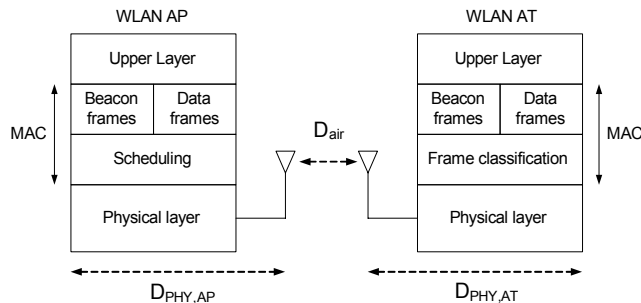 WLAN AP
WLAN AT
Upper Layer
Upper Layer
Beacon frames
Data frames
Beacon frames
Data frames
MAC
MAC
D_air
Scheduling
Frame classification
Physical layer
Physical layer
D_PHY,AP
D_PHY,AT